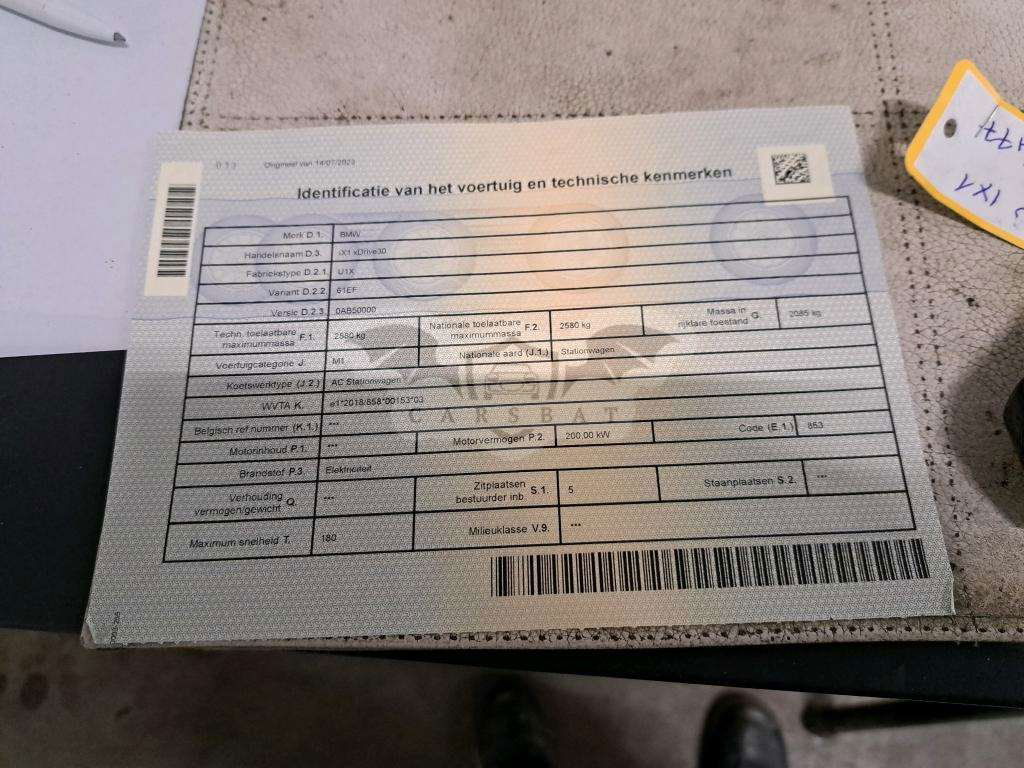 013 Origineel van 14/07/2023
Identificatie van het voertuig en technische kenmerken
Merk D.1. BMW
Handelsnaam D.3. iX1 xDrive30
Fabriekstype D.2.1. U1X
Variant D.2.2. 61EF
Versie D.2.3. 0AB50000
Techn. toelaatbare maximummassa F.1. 2580 kg Nationale toelaatbare maximummassa F.2. 2580 kg Massa in rijklare toestand G. 2085 kg
Voertuigcategorie J. M1 Nationale aard (J.1.) Stationwagen
Koetswerktype (J.2.) AC Stationwagen
WVTA K. e1*2018/858*00153*03
Belgisch ref nummer (K.1.) ---
Motorinhoud P.1. --- Motorvermogen P.2. 200.00 kW Code (E.1.) 853
Brandstof P.3. Elektriciteit
Verhouding vermogen/gewicht Q. --- Zitplaatsen bestuurder inb. S.1. 5 Staanplaatsen S.2. ---
Maximum snelheid T. 180 Milieuklasse V.9. ---
CARSBAT
iX1